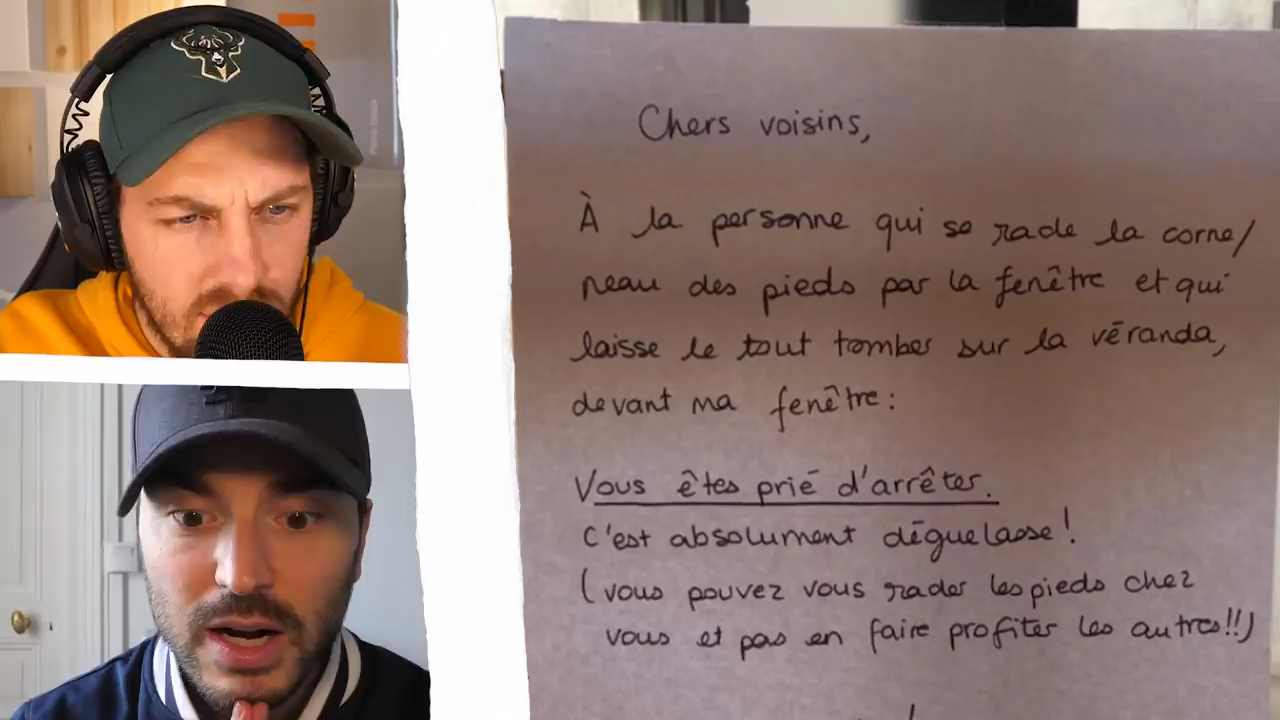 Chers voisins,
À la personne qui se rade la corne/
peau des pieds par la fenêtre et qui
laisse le tout tomber sur la véranda,
devant ma fenêtre :
Vous êtes prié d'arrêter.
C'est absolument déguelasse !
(vous pouvez vous rader les pieds chez
vous et pas en faire profiter les autres!!)